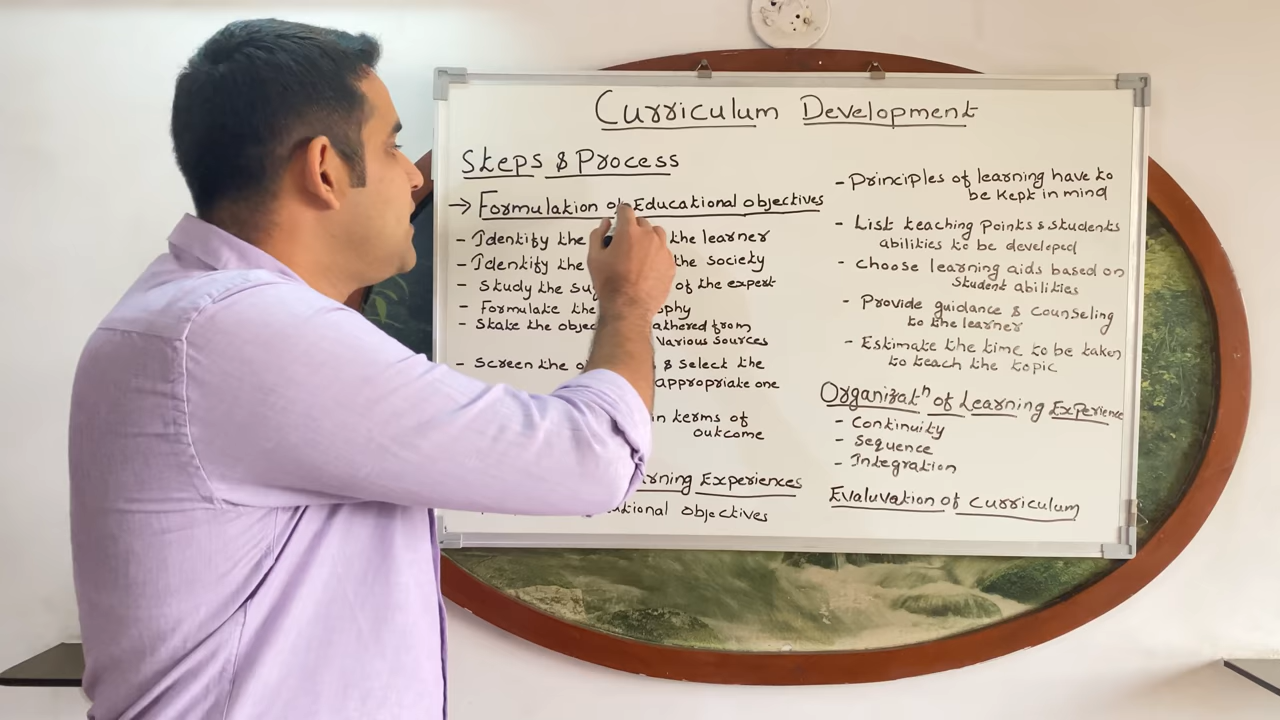 Curriculum Development
Steps & Process
→ Formulation of Educational objectives
- Identify the the learner
- Identify the the society
- Study the of the expert
- Formulate the
- State the gathered from
Various Sources
- Screen the & Select the
appropriate one
in terms of
outcome
Experiences
objectives
- Principles of learning have to
be Kept in mind
- List teaching Points & Students
abilities to be developed
- Choose learning aids based on
Student abilities
- Provide guidance & Counseling
to the learner
- Estimate the time to be taken
to teach the topic
Organizatⁿ of Learning Experience
- Continuity
- Sequence
- Integration
Evaluvation of Curriculum